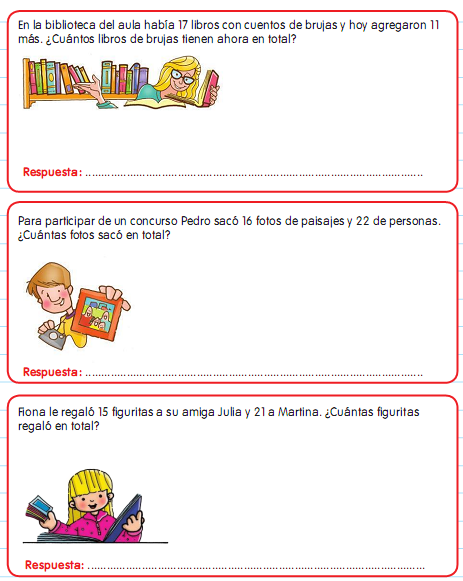 En la biblioteca del aula había 17 libros con cuentos de brujas y hoy agregaron 11
más. ¿Cuántos libros de brujas tienen ahora en total?
Respuesta: ................................................................................................
Para participar de un concurso Pedro sacó 16 fotos de paisajes y 22 de personas.
¿Cuántas fotos sacó en total?
Respuesta: ................................................................................................
Fiona le regaló 15 figuritas a su amiga Julia y 21 a Martina. ¿Cuántas figuritas
regaló en total?
Respuesta: ................................................................................................